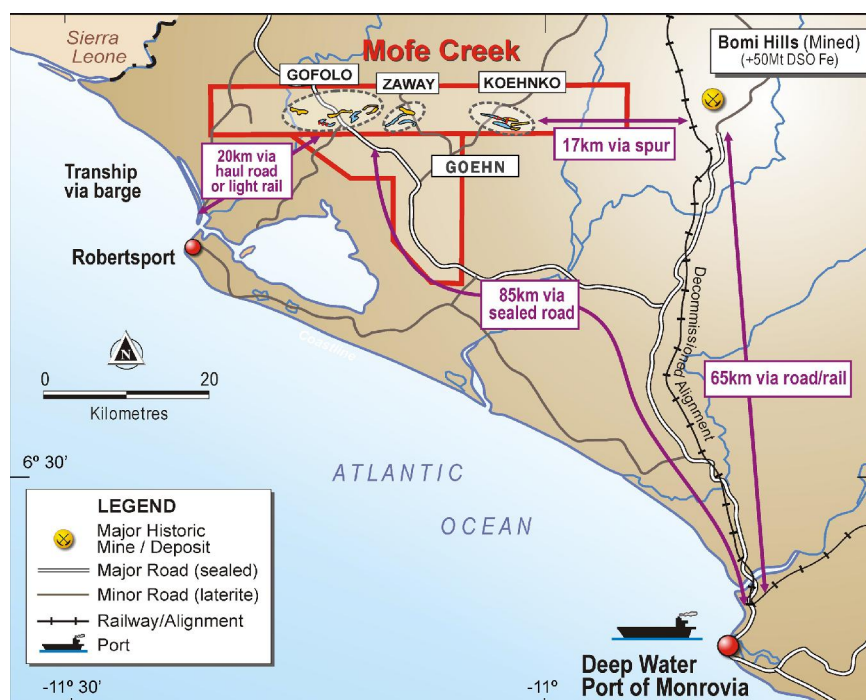 Sierra
Leone
Mofe Creek
GOFOLO
ZAWAY
KOEHNKO
Bomi Hills (Mined)
(+50Mt DSO Fe)
20km via
haul road
or light rail
GOEHN
17km via spur
Tranship
via barge
Robertsport
85km via
sealed road
Decommissioned Alignment
65km via road/rail
Coastline
N
0 20
Kilometres
6° 30'
ATLANTIC
OCEAN
LEGEND
Major Historic
Mine / Deposit
Major Road (sealed)
Minor Road (laterite)
Railway/Alignment
Port
Deep Water
Port of Monrovia
-11° 30'
-11°